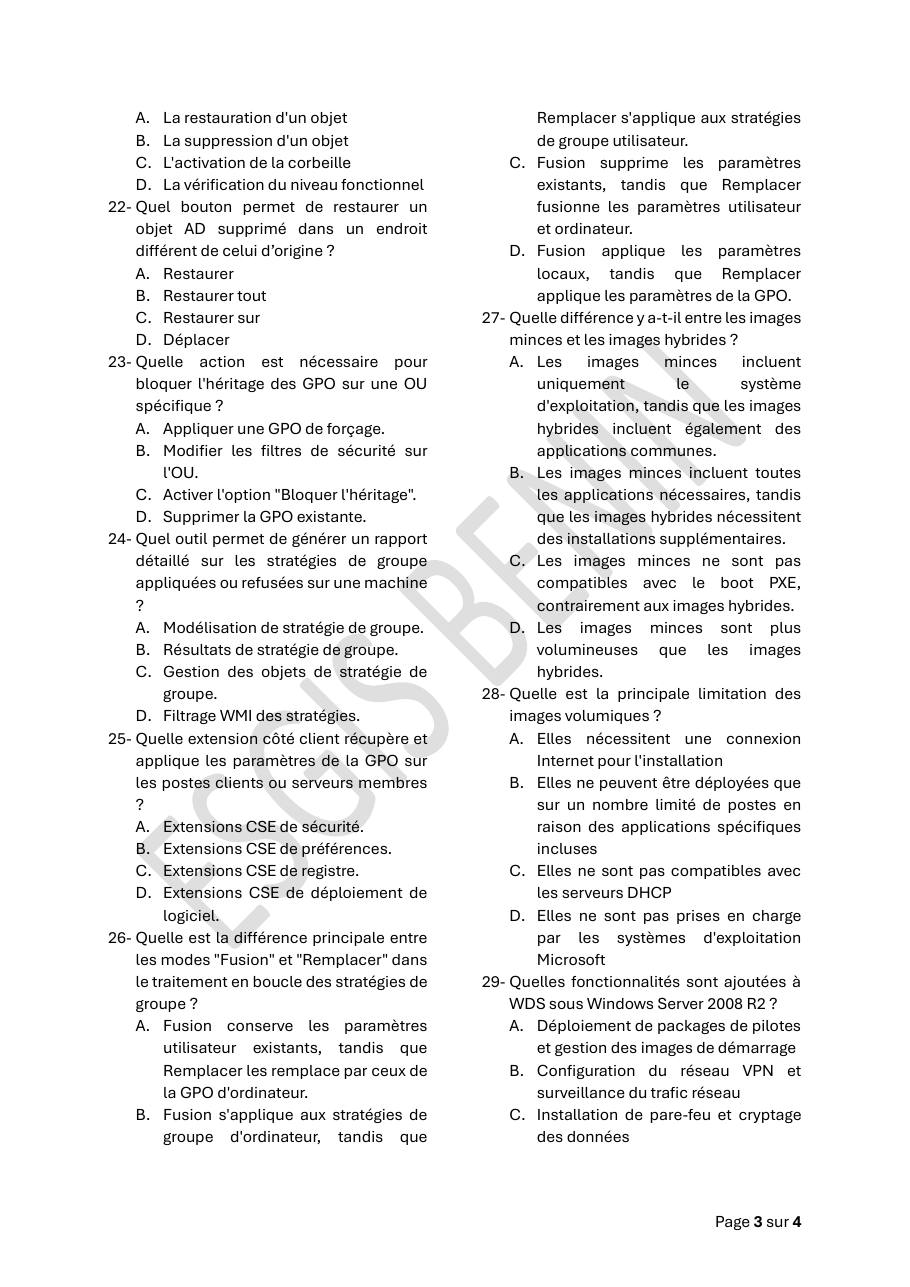 A. La restauration d'un objet
B. La suppression d'un objet
C. L'activation de la corbeille
D. La vérification du niveau fonctionnel
22- Quel bouton permet de restaurer un
objet AD supprimé dans un endroit
différent de celui d’origine ?
A. Restaurer
B. Restaurer tout
C. Restaurer sur
D. Déplacer
23- Quelle action est nécessaire pour
bloquer l'héritage des GPO sur une OU
spécifique ?
A. Appliquer une GPO de forçage.
B. Modifier les filtres de sécurité sur
l'OU.
C. Activer l'option "Bloquer l'héritage".
D. Supprimer la GPO existante.
24- Quel outil permet de générer un rapport
détaillé sur les stratégies de groupe
appliquées ou refusées sur une machine
?
A. Modélisation de stratégie de groupe.
B. Résultats de stratégie de groupe.
C. Gestion des objets de stratégie de
groupe.
D. Filtrage WMI des stratégies.
25- Quelle extension côté client récupère et
applique les paramètres de la GPO sur
les postes clients ou serveurs membres
?
A. Extensions CSE de sécurité.
B. Extensions CSE de préférences.
C. Extensions CSE de registre.
D. Extensions CSE de déploiement de
logiciel.
26- Quelle est la différence principale entre
les modes "Fusion" et "Remplacer" dans
le traitement en boucle des stratégies de
groupe ?
A. Fusion conserve les paramètres
utilisateur existants, tandis que
Remplacer les remplace par ceux de
la GPO d'ordinateur.
B. Fusion s'applique aux stratégies de
groupe d'ordinateur, tandis que
Remplacer s'applique aux stratégies
de groupe utilisateur.
C. Fusion supprime les paramètres
existants, tandis que Remplacer
fusionne les paramètres utilisateur
et ordinateur.
D. Fusion applique les paramètres
locaux, tandis que Remplacer
applique les paramètres de la GPO.
27- Quelle différence y a-t-il entre les images
minces et les images hybrides ?
A. Les images minces incluent
uniquement le système
d'exploitation, tandis que les images
hybrides incluent également des
applications communes.
B. Les images minces incluent toutes
les applications nécessaires, tandis
que les images hybrides nécessitent
des installations supplémentaires.
C. Les images minces ne sont pas
compatibles avec le boot PXE,
contrairement aux images hybrides.
D. Les images minces sont plus
volumineuses que les images
hybrides.
28- Quelle est la principale limitation des
images volumiques ?
A. Elles nécessitent une connexion
Internet pour l'installation
B. Elles ne peuvent être déployées que
sur un nombre limité de postes en
raison des applications spécifiques
incluses
C. Elles ne sont pas compatibles avec
les serveurs DHCP
D. Elles ne sont pas prises en charge
par les systèmes d'exploitation
Microsoft
29- Quelles fonctionnalités sont ajoutées à
WDS sous Windows Server 2008 R2 ?
A. Déploiement de packages de pilotes
et gestion des images de démarrage
B. Configuration du réseau VPN et
surveillance du trafic réseau
C. Installation de pare-feu et cryptage
des données
ESGIS BENIN
Page 3 sur 4